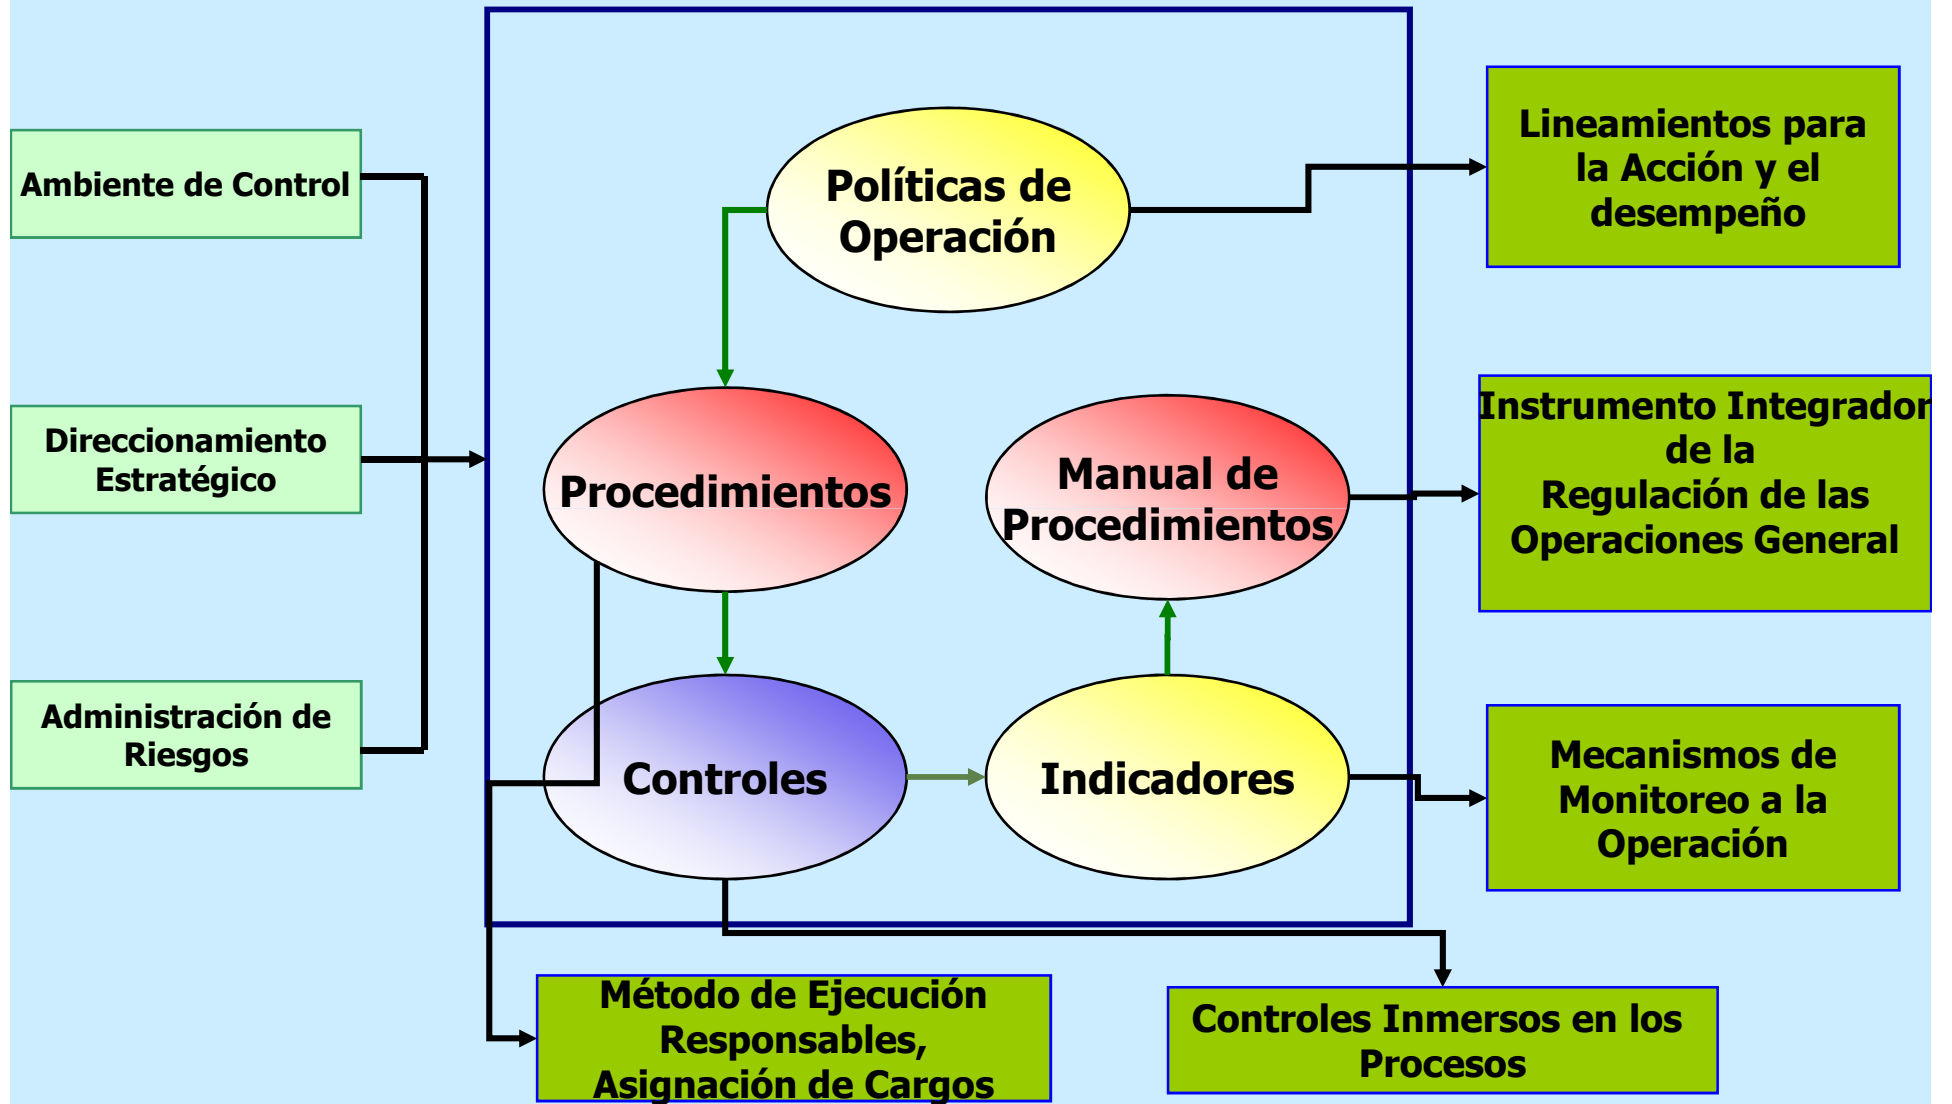 Ambiente de Control
Direccionamiento
Estratégico
Administración de
Riesgos
Políticas de
Operación
Procedimientos
Manual de
Procedimientos
Controles
Indicadores
Lineamientos para
la Acción y el
desempeño
Instrumento Integrador
de la
Regulación de las
Operaciones General
Mecanismos de
Monitoreo a la
Operación
Método de Ejecución
Responsables,
Asignación de Cargos
Controles Inmersos en los
Procesos